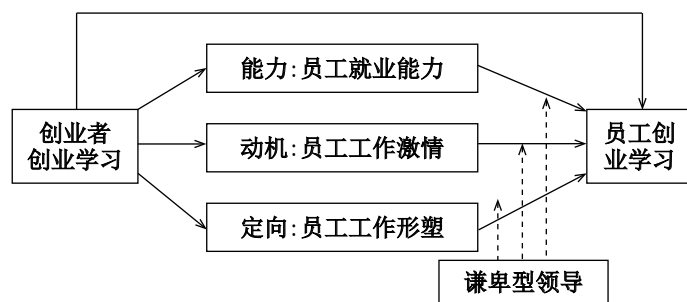 能力:员工就业能力
创业者
创业学习
动机:员工工作激情
员工创
业学习
定向:员工工作形塑
谦卑型领导